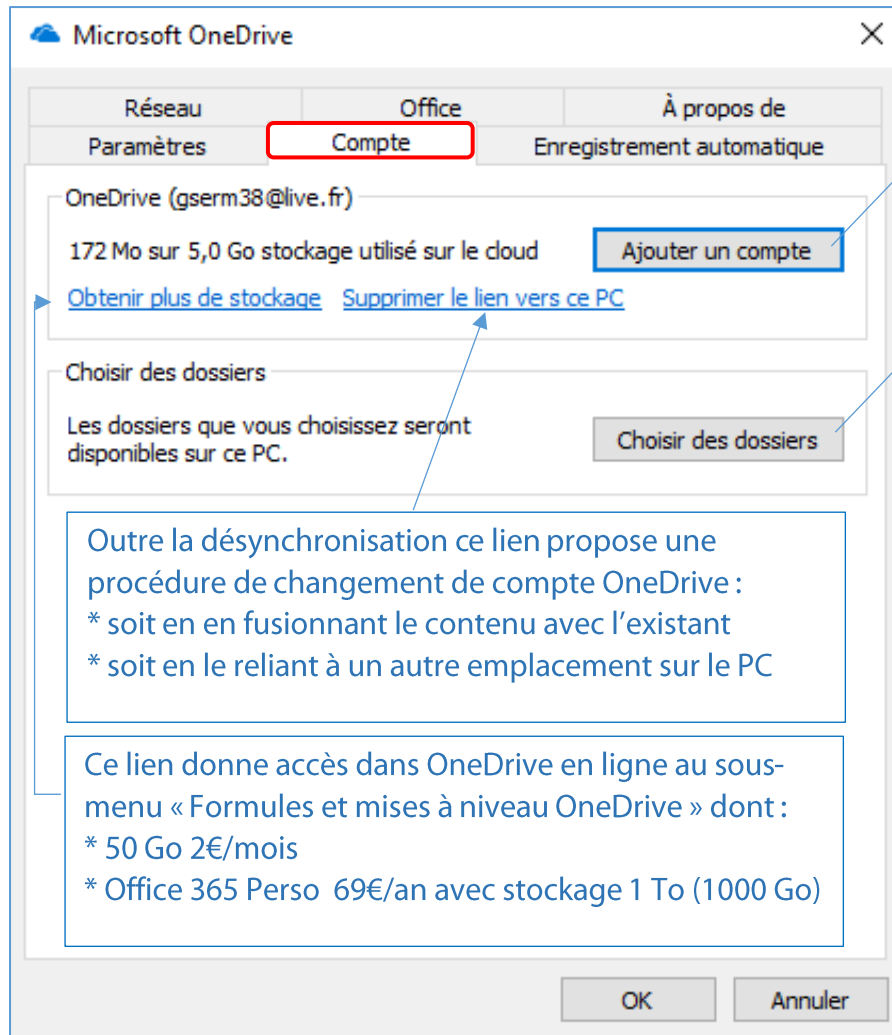 Microsoft OneDrive
Réseau Office À propos de
Paramètres Compte Enregistrement automatique
OneDrive (gserm38@live.fr)
172 Mo sur 5,0 Go stockage utilisé sur le cloud Ajouter un compte
Obtenir plus de stockage Supprimer le lien vers ce PC
Choisir des dossiers
Les dossiers que vous choisissez seront
disponibles sur ce PC.
Choisir des dossiers
Outre la désynchronisation ce lien propose une
procédure de changement de compte OneDrive :
* soit en en fusionnant le contenu avec l’existant
* soit en le reliant à un autre emplacement sur le PC
Ce lien donne accès dans OneDrive en ligne au sous-
menu « Formules et mises à niveau OneDrive » dont :
* 50 Go 2€/mois
* Office 365 Perso 69€/an avec stockage 1 To (1000 Go)
OK Annuler